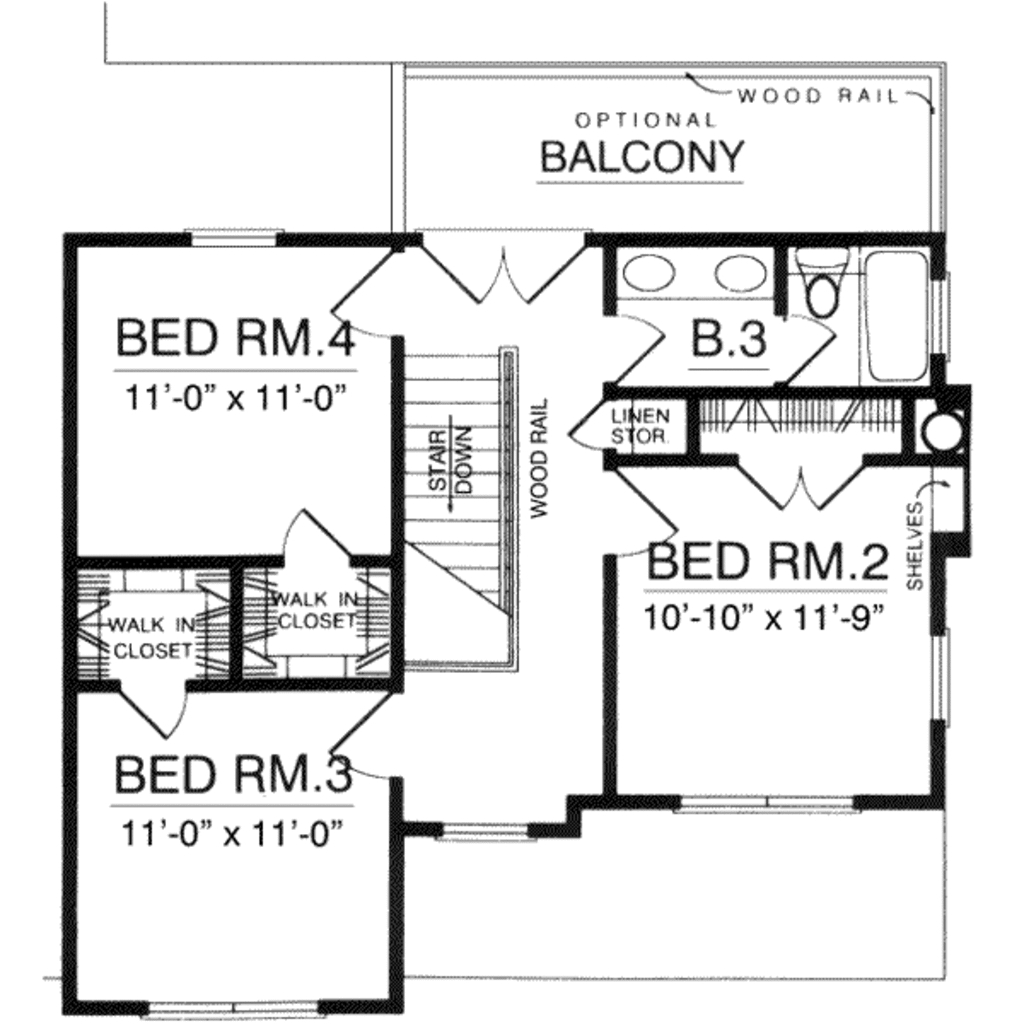 WOOD RAIL
OPTIONAL
BALCONY
BED RM.4
11'-0" x 11'-0"
B.3
LINEN
STOR.
STAIR
DOWN
WOOD RAIL
SHELVES
BED RM.2
10'-10" x 11'-9"
WALK IN
CLOSET
WALK IN
CLOSET
BED RM.3
11'-0" x 11'-0"